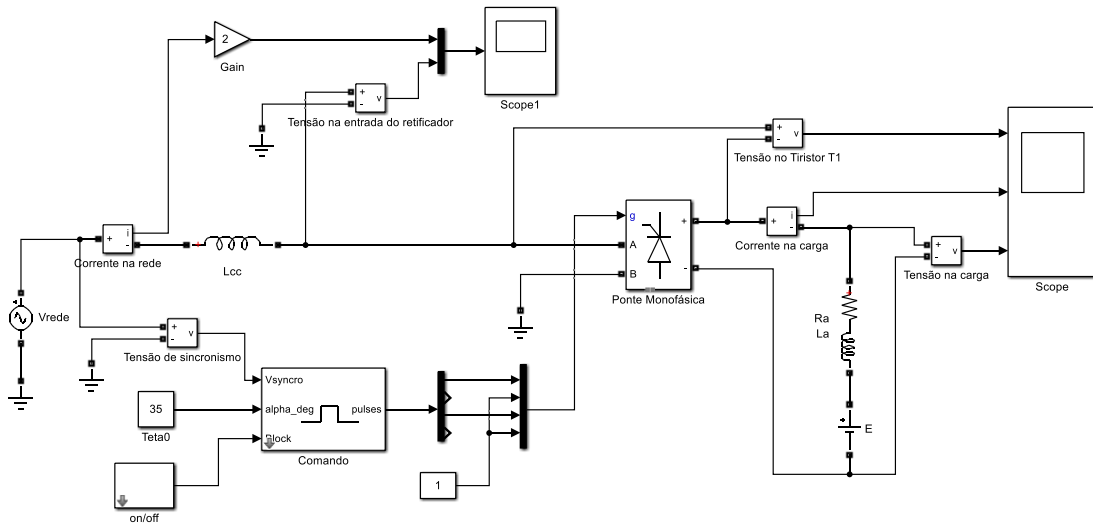 2
Gain
Scope1
+
-
v
Tensão na entrada do retificador
+
-
v
Tensão no Tiristor T1
g
A
B
+
-
Ponte Monofásica
+
i
-
Corrente na carga
+
-
v
Tensão na carga
Scope
+
i
-
Corrente na rede
+
Lcc
+
Vrede
+
-
v
Tensão de sincronismo
35
Teta0
Vsyncro
alpha_deg
Block
pulses
Comando
on/off
1
+
Ra
La
+
E